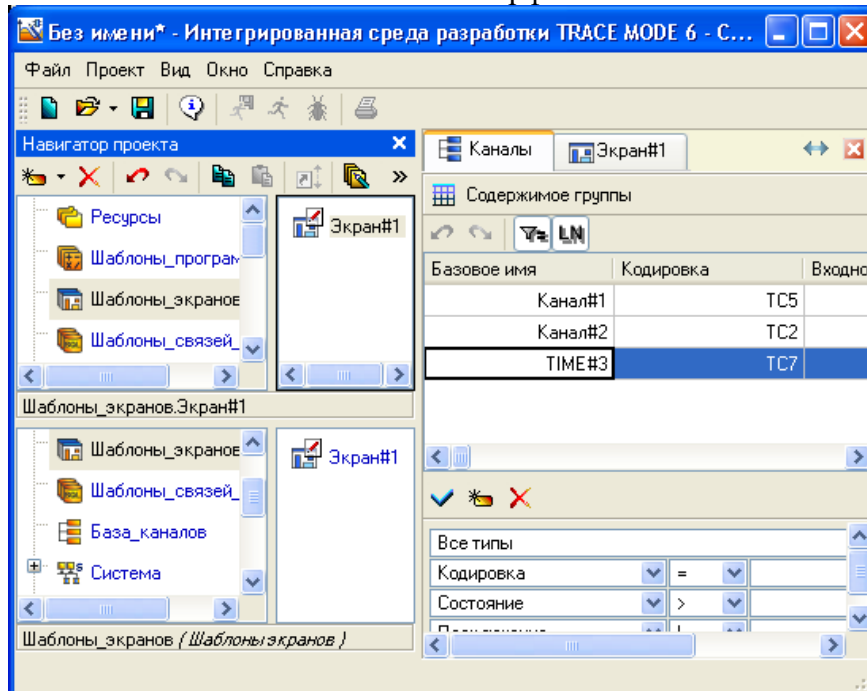 Без имени* - Интегрированная среда разработки TRACE MODE 6 - С...
Файл Проект Вид Окно Справка
Навигатор проекта
Ресурсы
Шаблоны_програм
Шаблоны_экранов
Шаблоны_связей_
Экран#1
Шаблоны_экранов.Экран#1
Шаблоны_экранов
Шаблоны_связей_
База_каналов
Система
Экран#1
Шаблоны_экранов ( Шаблоны экранов )
Каналы Экран#1
Содержимое группы
LN
Базовое имя Кодировка Входно
Канал#1 TC5
Канал#2 TC2
TIME#3 TC7
Все типы
Кодировка =
Состояние >